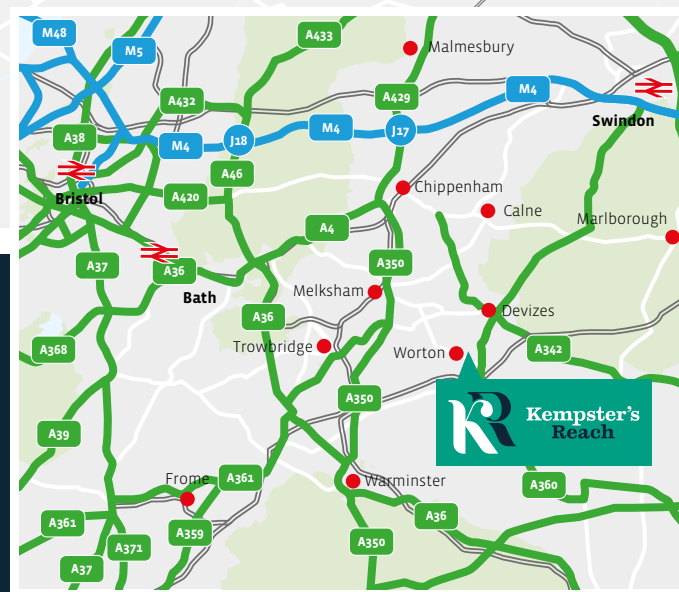 M48
M5
A433
Malmesbury
A432
A429
M4
Swindon
A38
M4
J18
M4
J17
A46
Chippenham
Bristol
A420
Calne
Marlborough
A4
A37
A36
Bath
A350
Melksham
Devizes
A36
A368
Trowbridge
Worton
A342
A350
Kempster's
Reach
KR
A39
Frome
A361
Warminster
A360
A361
A359
A36
A371
A350
A37